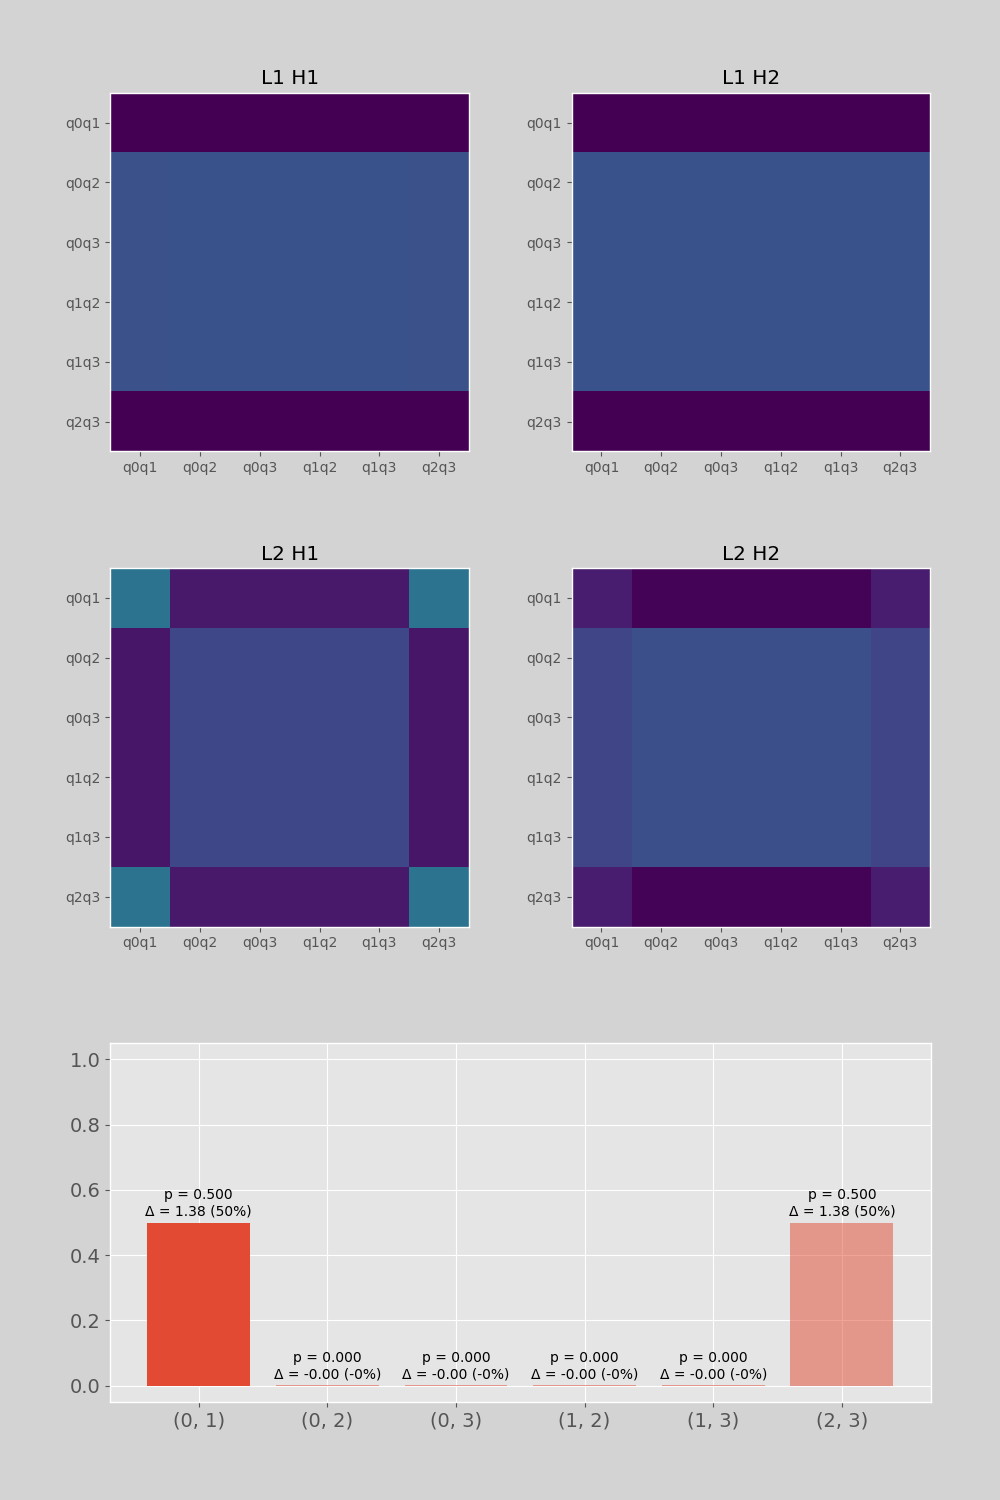 L1 H1
L1 H2
q0q1
q0q2
q0q3
q1q2
q1q3
q2q3
q0q1 q0q2 q0q3 q1q2 q1q3 q2q3
q0q1
q0q2
q0q3
q1q2
q1q3
q2q3
q0q1 q0q2 q0q3 q1q2 q1q3 q2q3
L2 H1
L2 H2
q0q1
q0q2
q0q3
q1q2
q1q3
q2q3
q0q1 q0q2 q0q3 q1q2 q1q3 q2q3
q0q1
q0q2
q0q3
q1q2
q1q3
q2q3
q0q1 q0q2 q0q3 q1q2 q1q3 q2q3
1.0
0.8
0.6
0.4
0.2
0.0
p = 0.500
Δ = 1.38 (50%)
p = 0.000
Δ = -0.00 (-0%)
p = 0.000
Δ = -0.00 (-0%)
p = 0.000
Δ = -0.00 (-0%)
p = 0.000
Δ = -0.00 (-0%)
p = 0.500
Δ = 1.38 (50%)
(0, 1) (0, 2) (0, 3) (1, 2) (1, 3) (2, 3)